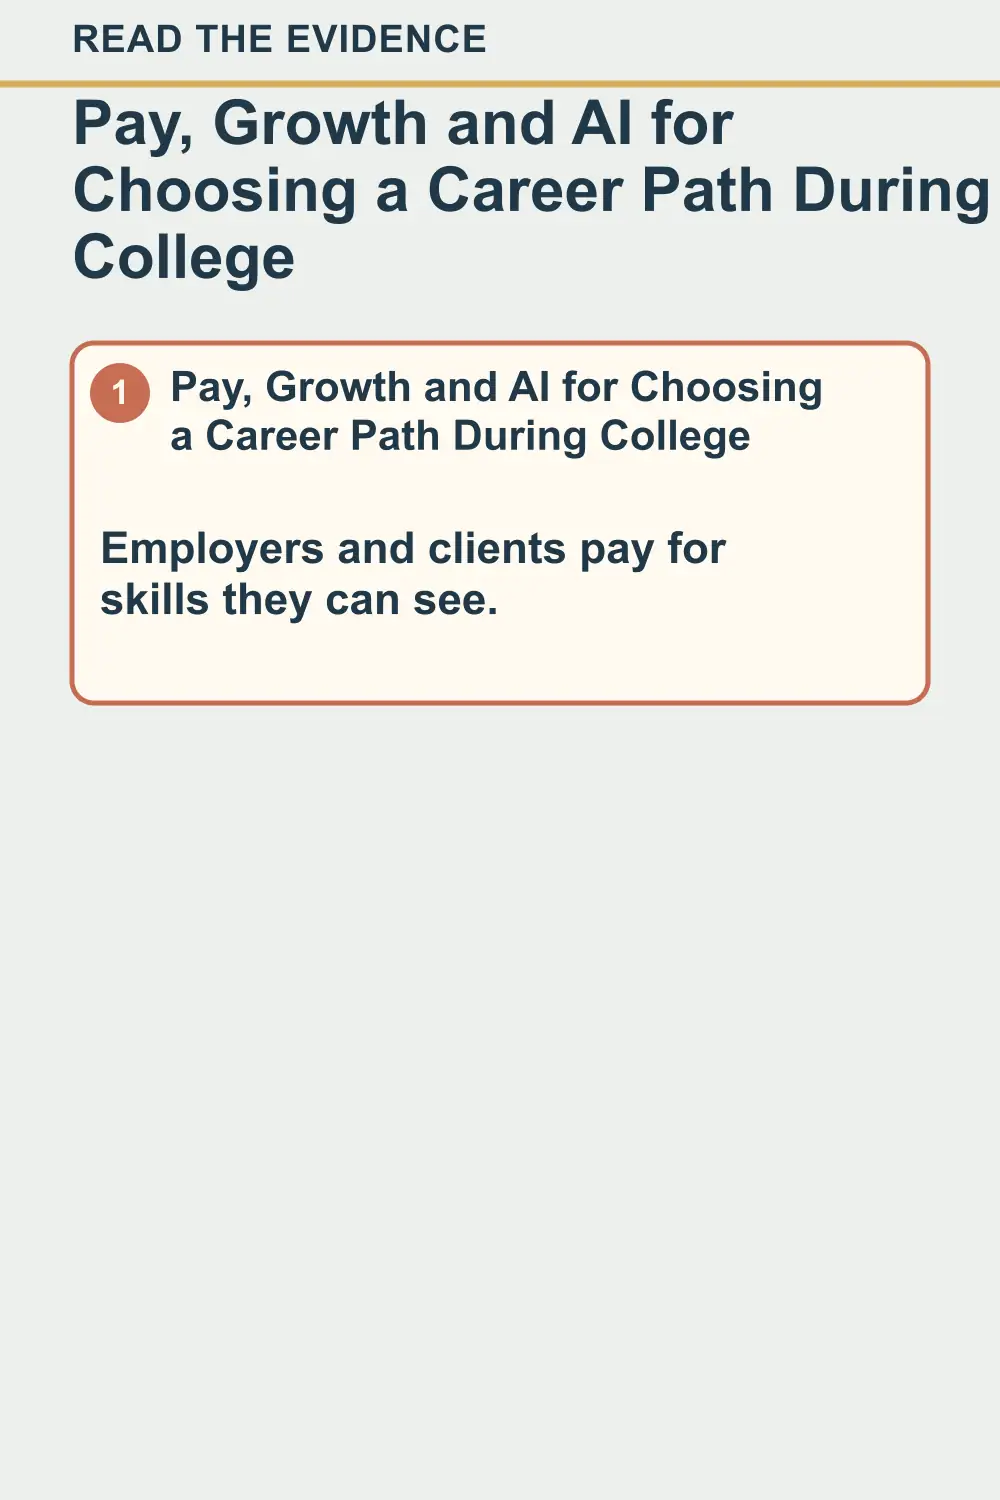 READ THE EVIDENCE
Pay, Growth and AI for
Choosing a Career Path During
College
1
Pay, Growth and AI for Choosing
a Career Path During College
Employers and clients pay for
skills they can see.